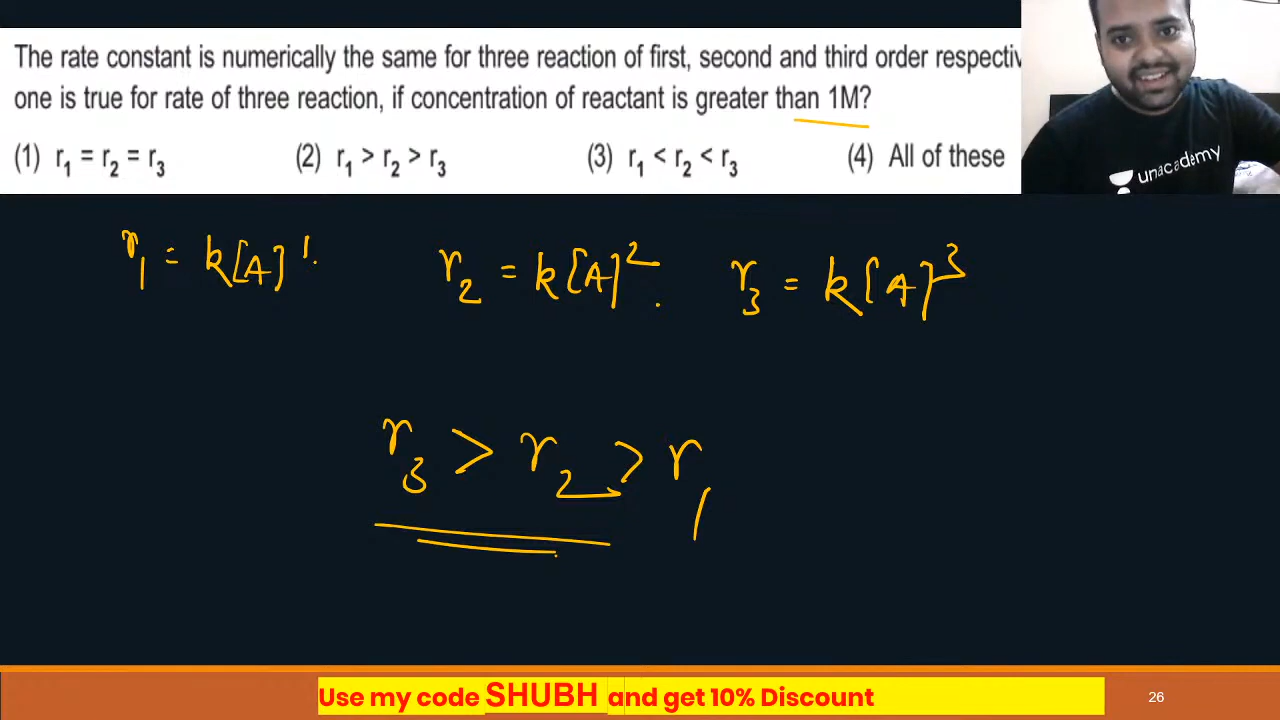 The rate constant is numerically the same for three reaction of first, second and third order respectiv
one is true for rate of three reaction, if concentration of reactant is greater than 1M?
(1) r₁ = r₂ = r₃ (2) r₁ > r₂ > r₃ (3) r₁ < r₂ < r₃ (4) All of these
unacademy
r₁ = k[A]¹ r₂ = k[A]² r₃ = k[A]³
r₃ > r₂ > r₁
Use my code SHUBH and get 10% Discount
26